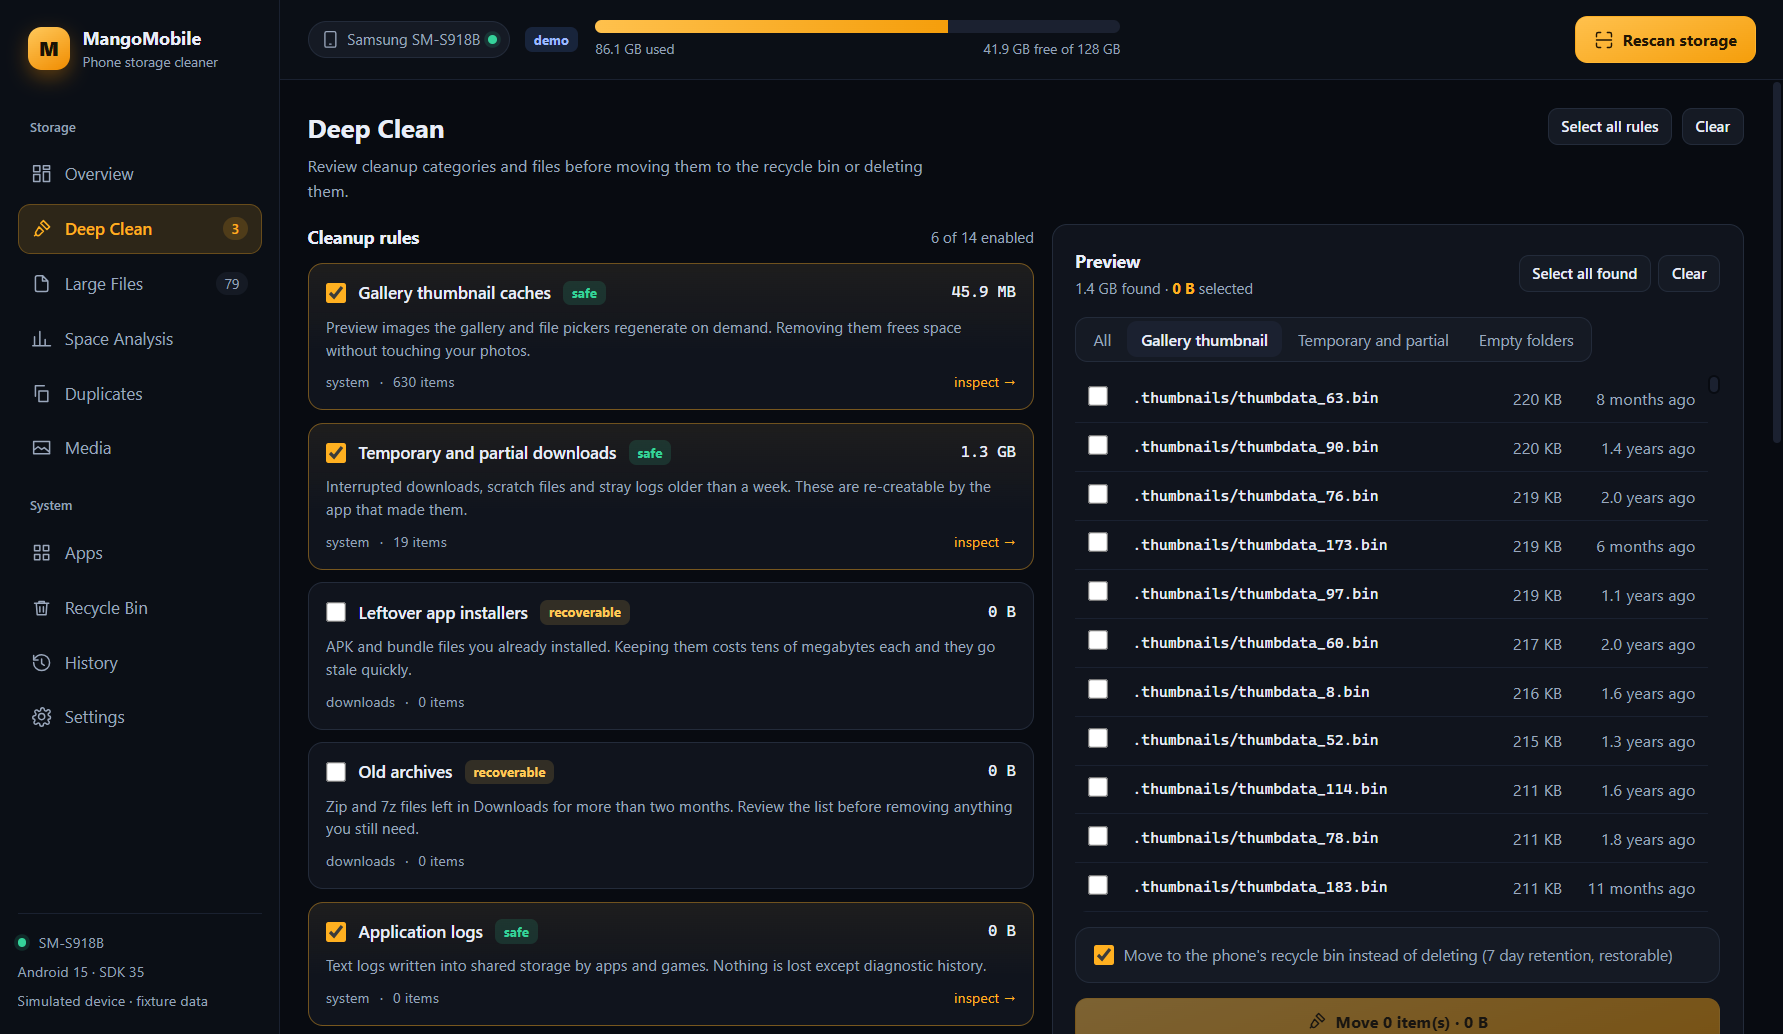 M
MangoMobile
Phone storage cleaner
Samsung SM-S918B
demo
86.1 GB used
41.9 GB free of 128 GB
Rescan storage
Storage
Overview
Deep Clean
3
Large Files
79
Space Analysis
Duplicates
Media
System
Apps
Recycle Bin
History
Settings
SM-S918B
Android 15 · SDK 35
Simulated device · fixture data
Deep Clean
Review cleanup categories and files before moving them to the recycle bin or deleting
them.
Select all rules
Clear
Cleanup rules
6 of 14 enabled
Gallery thumbnail caches
safe
45.9 MB
Preview images the gallery and file pickers regenerate on demand. Removing them frees space
without touching your photos.
system · 630 items
inspect →
Temporary and partial downloads
safe
1.3 GB
Interrupted downloads, scratch files and stray logs older than a week. These are re-creatable by the
app that made them.
system · 19 items
inspect →
Leftover app installers
recoverable
0 B
APK and bundle files you already installed. Keeping them costs tens of megabytes each and they go
stale quickly.
downloads · 0 items
Old archives
recoverable
0 B
Zip and 7z files left in Downloads for more than two months. Review the list before removing anything
you still need.
downloads · 0 items
Application logs
safe
0 B
Text logs written into shared storage by apps and games. Nothing is lost except diagnostic history.
system · 0 items
inspect →
Preview
1.4 GB found · 0 B selected
Select all found
Clear
All
Gallery thumbnail
Temporary and partial
Empty folders
.thumbnails/thumbdata_63.bin 220 KB 8 months ago
.thumbnails/thumbdata_90.bin 220 KB 1.4 years ago
.thumbnails/thumbdata_76.bin 219 KB 2.0 years ago
.thumbnails/thumbdata_173.bin 219 KB 6 months ago
.thumbnails/thumbdata_97.bin 219 KB 1.1 years ago
.thumbnails/thumbdata_60.bin 217 KB 2.0 years ago
.thumbnails/thumbdata_8.bin 216 KB 1.6 years ago
.thumbnails/thumbdata_52.bin 215 KB 1.3 years ago
.thumbnails/thumbdata_114.bin 211 KB 1.6 years ago
.thumbnails/thumbdata_78.bin 211 KB 1.8 years ago
.thumbnails/thumbdata_183.bin 211 KB 11 months ago
Move to the phone's recycle bin instead of deleting (7 day retention, restorable)
Move 0 item(s) · 0 B